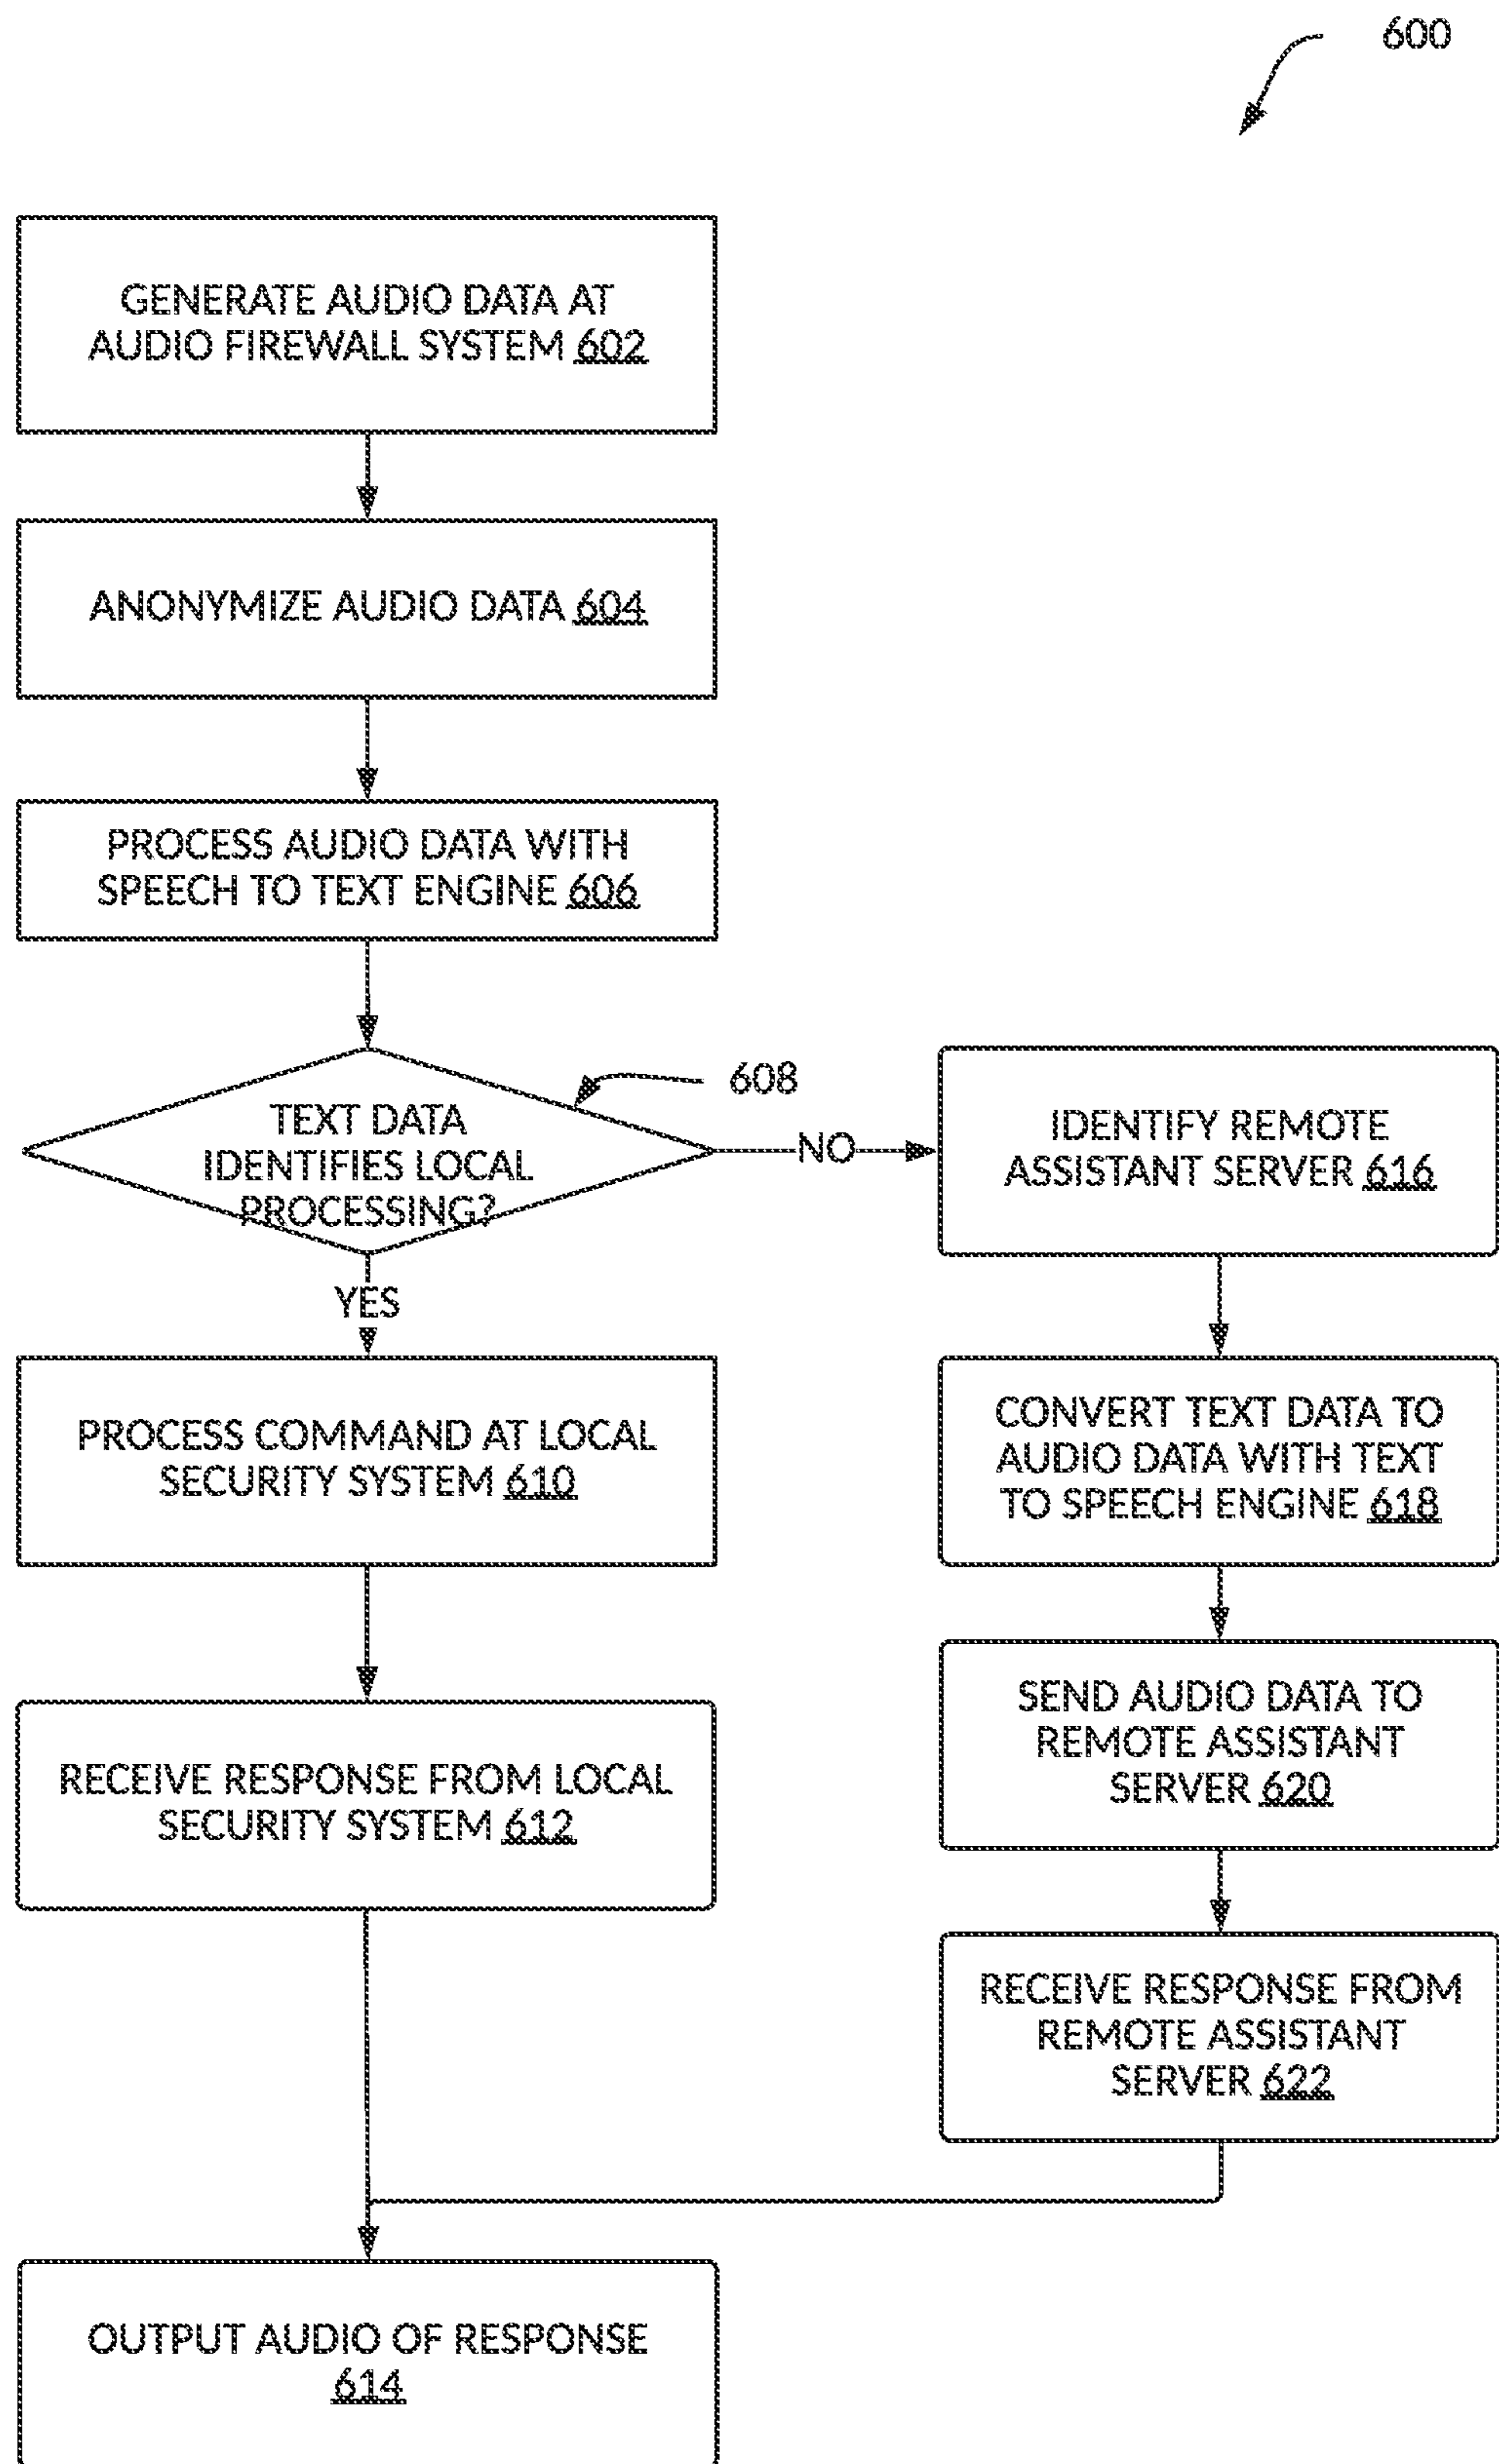 600
GENERATE AUDIO DATA AT
AUDIO FIREWALL SYSTEM 602
ANONYMIZE AUDIO DATA 604
PROCESS AUDIO DATA WITH
SPEECH TO TEXT ENGINE 606
608
TEXT DATA
IDENTIFIES LOCAL
PROCESSING?
NO
YES
IDENTIFY REMOTE
ASSISTANT SERVER 616
PROCESS COMMAND AT LOCAL
SECURITY SYSTEM 610
CONVERT TEXT DATA TO
AUDIO DATA WITH TEXT
TO SPEECH ENGINE 618
RECEIVE RESPONSE FROM LOCAL
SECURITY SYSTEM 612
SEND AUDIO DATA TO
REMOTE ASSISTANT
SERVER 620
RECEIVE RESPONSE FROM
REMOTE ASSISTANT
SERVER 622
OUTPUT AUDIO OF RESPONSE
614